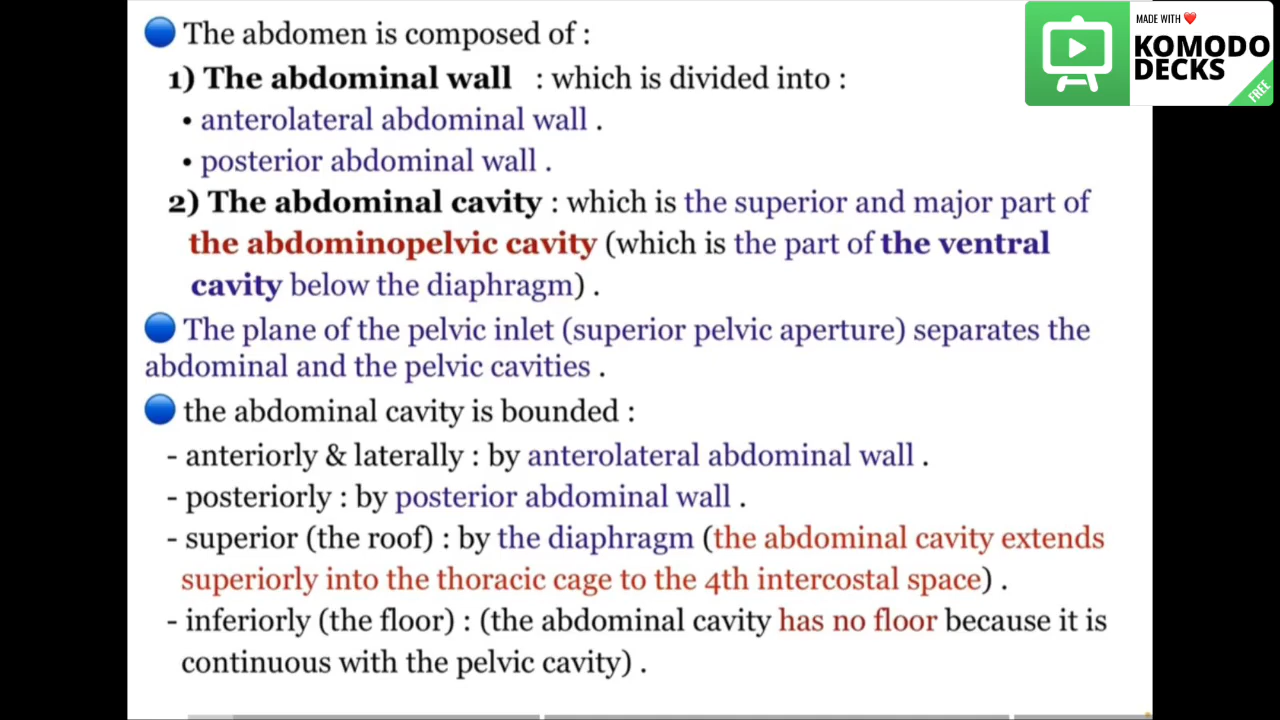 The abdomen is composed of :
1) The abdominal wall : which is divided into :
• anterolateral abdominal wall .
• posterior abdominal wall .
2) The abdominal cavity : which is the superior and major part of
the abdominopelvic cavity (which is the part of the ventral
cavity below the diaphragm) .
The plane of the pelvic inlet (superior pelvic aperture) separates the
abdominal and the pelvic cavities .
the abdominal cavity is bounded :
- anteriorly & laterally : by anterolateral abdominal wall .
- posteriorly : by posterior abdominal wall .
- superior (the roof) : by the diaphragm (the abdominal cavity extends
superiorly into the thoracic cage to the 4th intercostal space) .
- inferiorly (the floor) : (the abdominal cavity has no floor because it is
continuous with the pelvic cavity) .
MADE WITH ❤️
KOMODO
DECKS
FREE